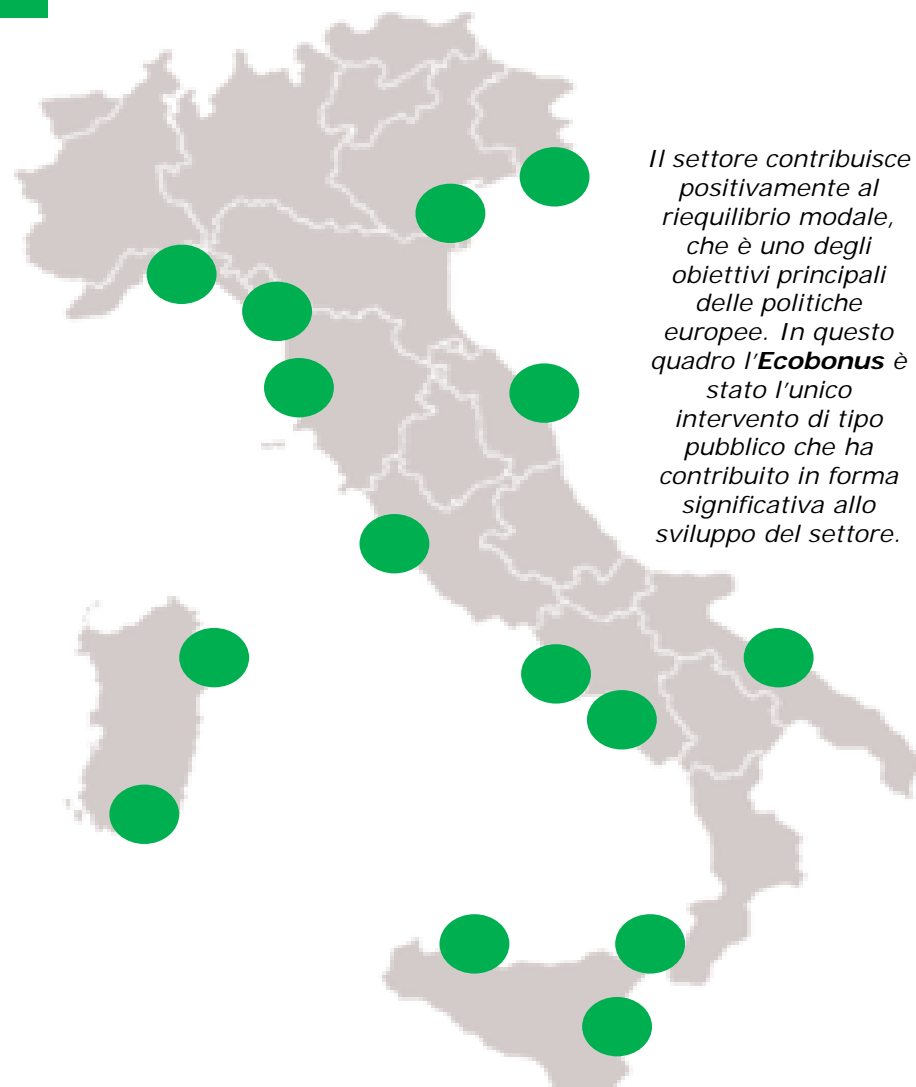 Il settore contribuisce
positivamente al
riequilibrio modale,
che è uno degli
obiettivi principali
delle politiche
europee. In questo
quadro l'Ecobonus è
stato l'unico
intervento di tipo
pubblico che ha
contribuito in forma
significativa allo
sviluppo del settore.